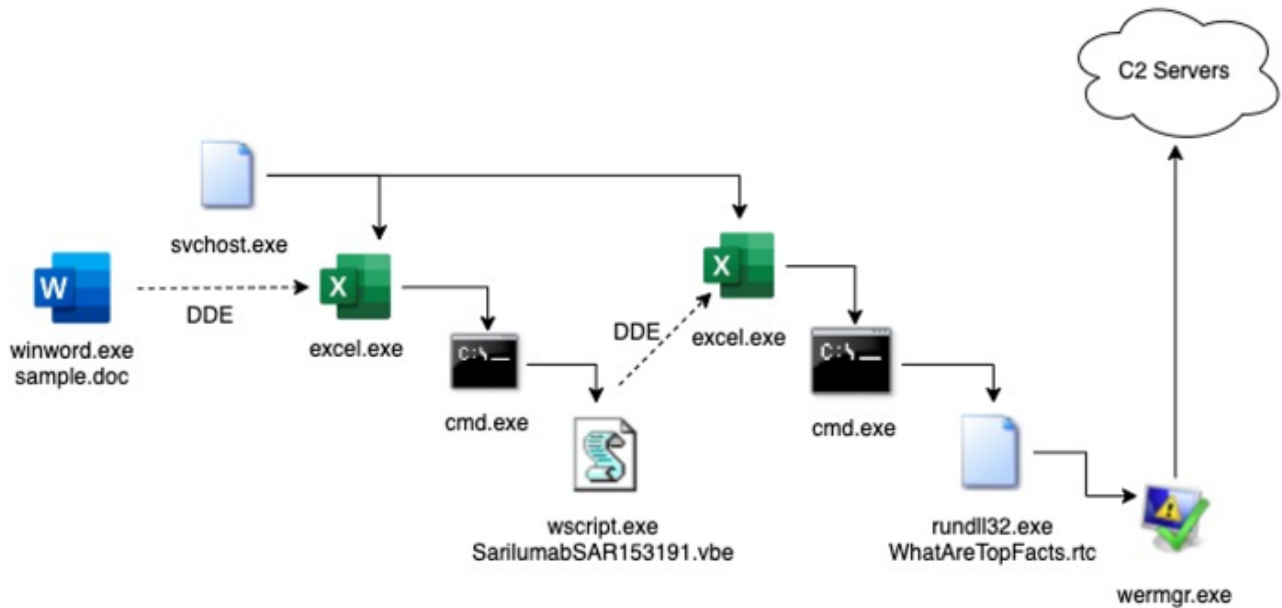 C2 Servers
svchost.exe
W
DDE
X
winword.exe
sample.doc
excel.exe
C:\
cmd.exe
DDE
X
excel.exe
C:\
cmd.exe
wscript.exe
SarilumabSAR153191.vbe
rundll32.exe
WhatAreTopFacts.rtc
wermgr.exe